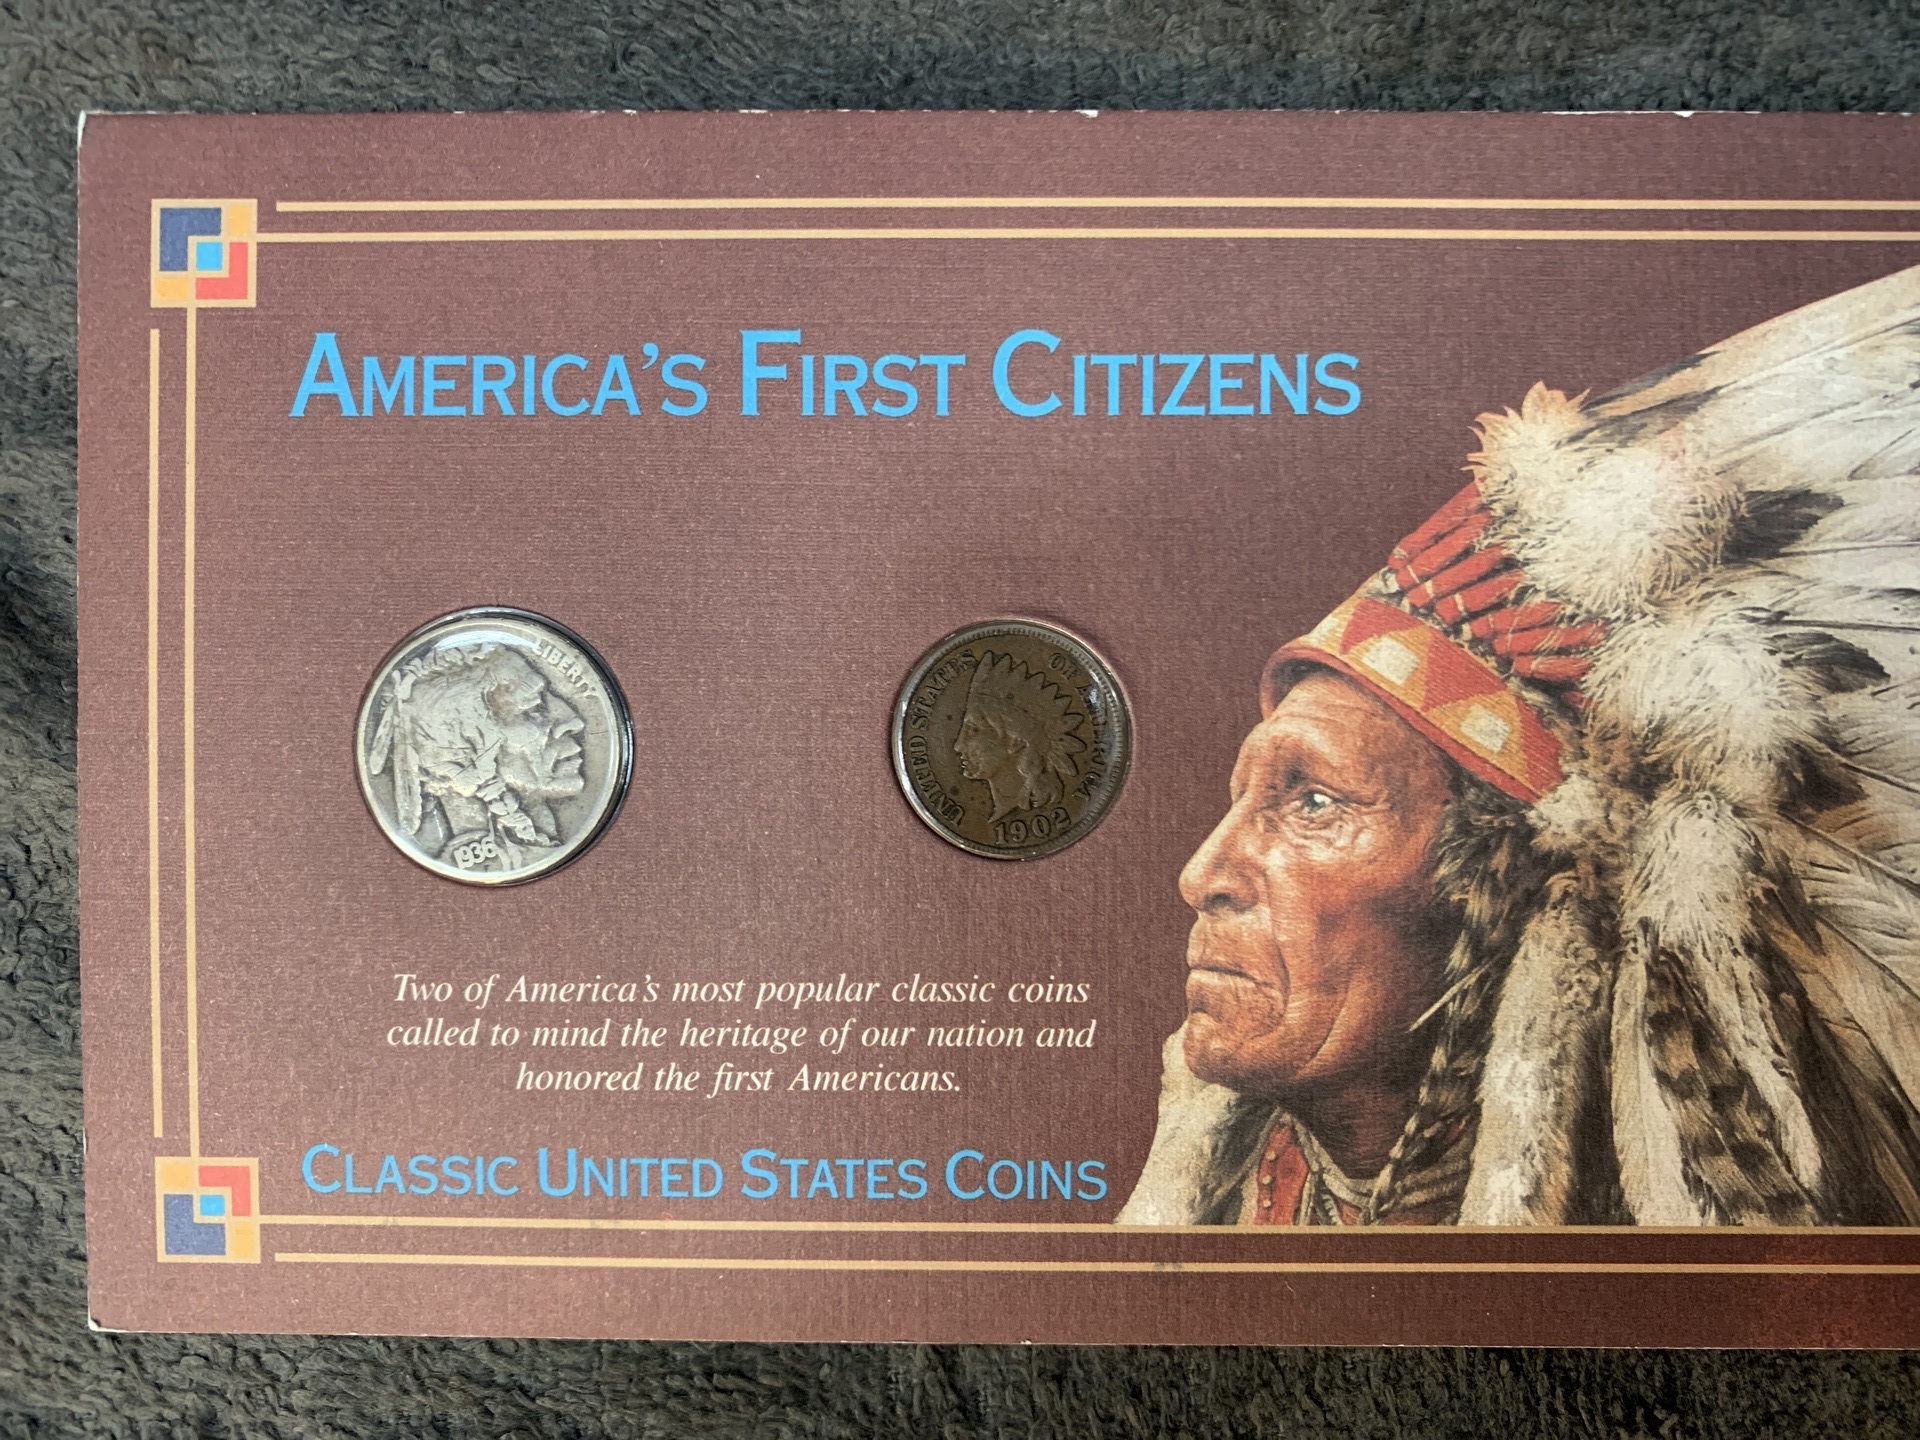 AMERICA'S FIRST CITIZENS
LIBERTY
1936
UNITED STATES OF AMERICA
1902
Two of America's most popular classic coins
called to mind the heritage of our nation and
honored the first Americans.
CLASSIC UNITED STATES COINS